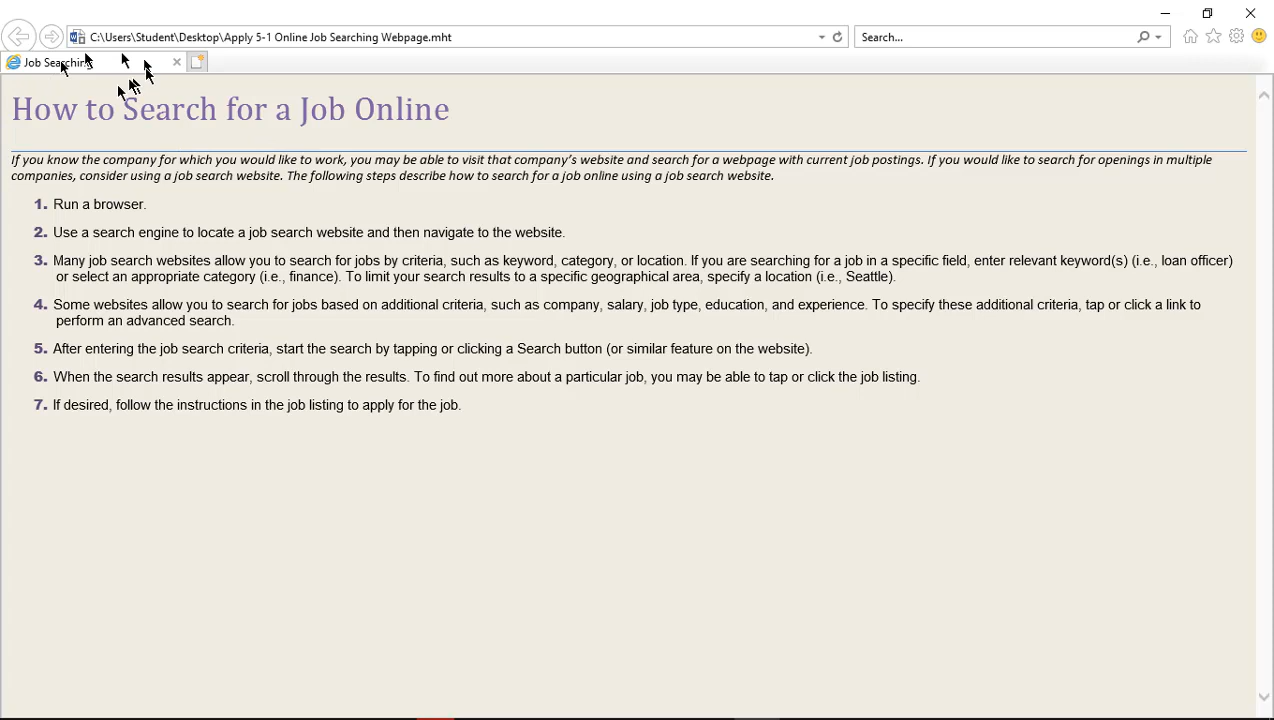 C:\Users\Student\Desktop\Apply 5-1 Online Job Searching Webpage.mht
Search...
Job Searching
How to Search for a Job Online
If you know the company for which you would like to work, you may be able to visit that company’s website and search for a webpage with current job postings. If you would like to search for openings in multiple
companies, consider using a job search website. The following steps describe how to search for a job online using a job search website.
1. Run a browser.
2. Use a search engine to locate a job search website and then navigate to the website.
3. Many job search websites allow you to search for jobs by criteria, such as keyword, category, or location. If you are searching for a job in a specific field, enter relevant keyword(s) (i.e., loan officer)
or select an appropriate category (i.e., finance). To limit your search results to a specific geographical area, specify a location (i.e., Seattle).
4. Some websites allow you to search for jobs based on additional criteria, such as company, salary, job type, education, and experience. To specify these additional criteria, tap or click a link to
perform an advanced search.
5. After entering the job search criteria, start the search by tapping or clicking a Search button (or similar feature on the website).
6. When the search results appear, scroll through the results. To find out more about a particular job, you may be able to tap or click the job listing.
7. If desired, follow the instructions in the job listing to apply for the job.